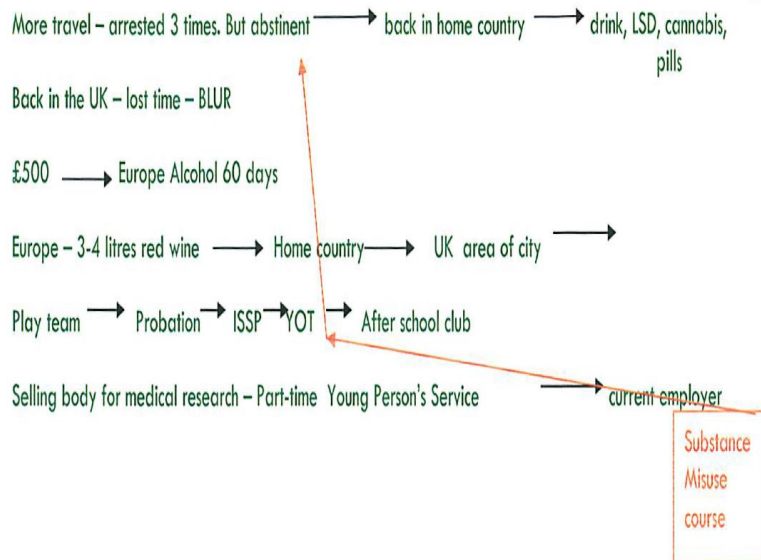 More travel – arrested 3 times. But abstinent → back in home country → drink, LSD, cannabis,
pills
Back in the UK – lost time – BLUR
£500 → Europe Alcohol 60 days
Europe – 3-4 litres red wine → Home country → UK area of city →
Play team → Probation → ISSP → YOT → After school club
Selling body for medical research – Part-time Young Person's Service → current employer
Substance
Misuse
course